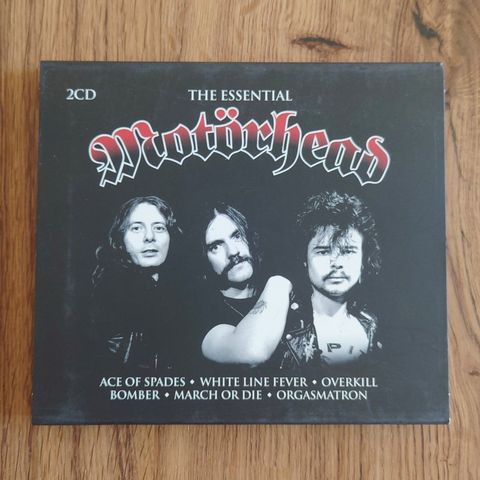 2CD
THE ESSENTIAL
Motörhead
ACE OF SPADES • WHITE LINE FEVER • OVERKILL
BOMBER • MARCH OR DIE • ORGASMATRON